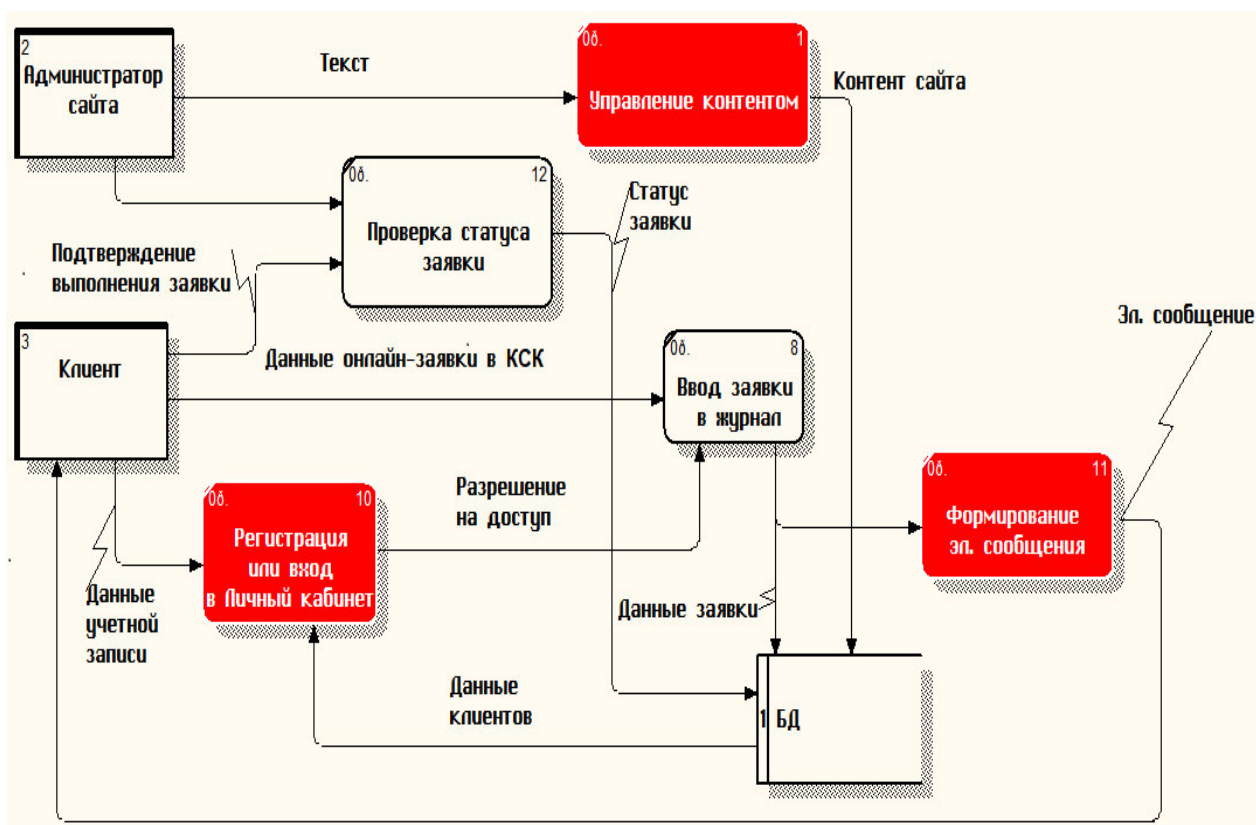 2
Администратор
сайта
Текст
0д.
1
Управление контентом
Контент сайта
0д.
12
Проверка статуса
заявки
Статус
заявки
Подтверждение
выполнения заявки
3
Клиент
Данные онлайн-заявки в КСК
0д.
8
Ввод заявки
в журнал
Эл. сообщение
0д.
10
Регистрация
или вход
в Личный кабинет
Разрешение
на доступ
0д.
11
Формирование
эл. сообщения
Данные
учетной
записи
Данные заявки
Данные
клиентов
1
БД